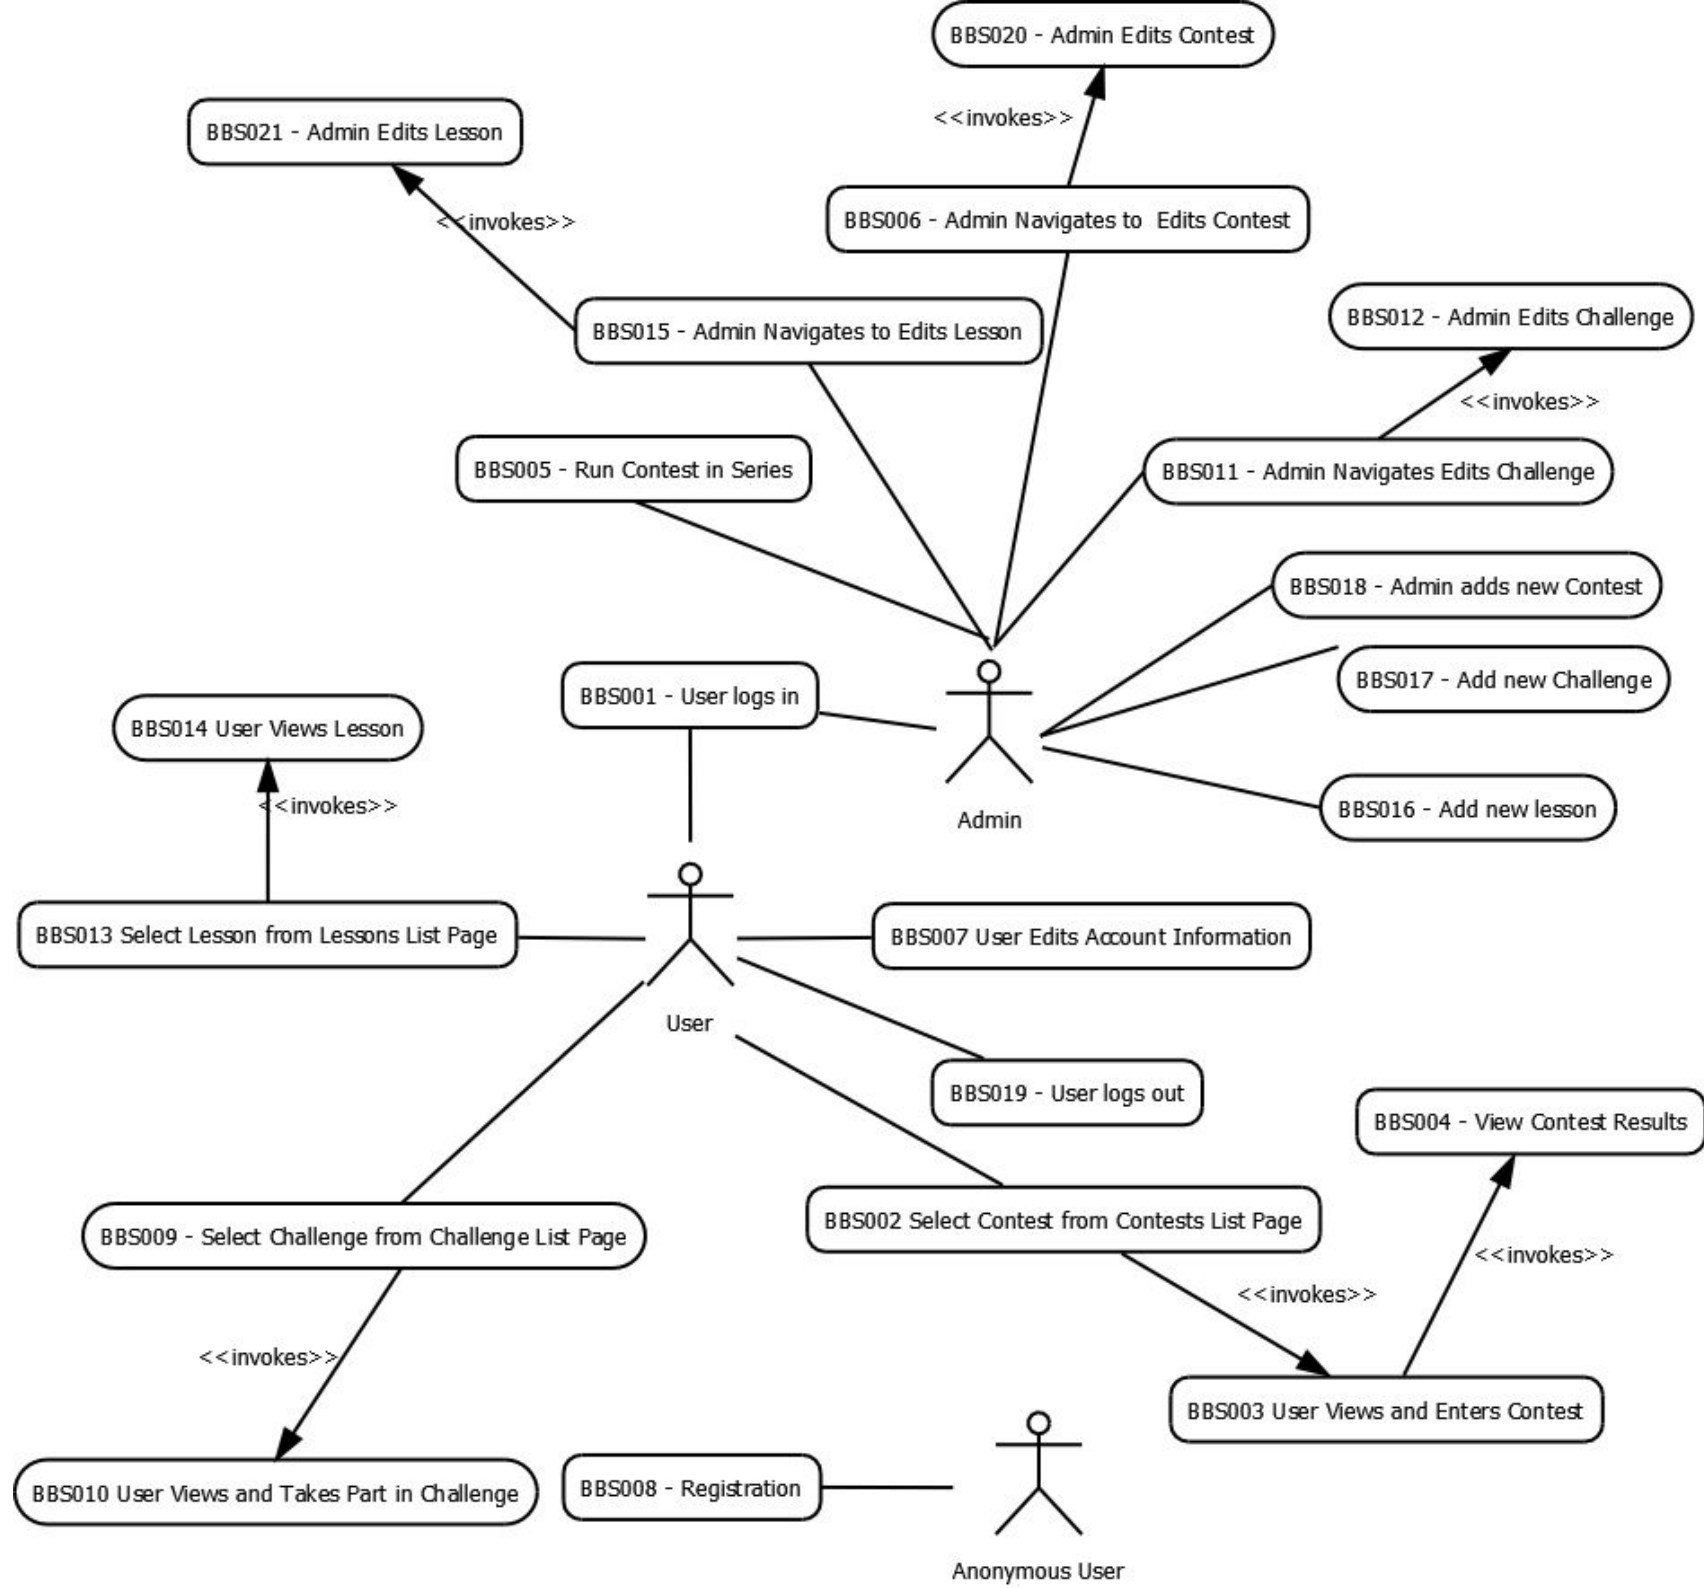 BBS020 - Admin Edits Contest
<<invokes>>
BBS021 - Admin Edits Lesson
<<invokes>>
BBS006 - Admin Navigates to  Edits Contest
BBS015 - Admin Navigates to Edits Lesson
BBS012 - Admin Edits Challenge
<<invokes>>
BBS005 - Run Contest in Series
BBS011 - Admin Navigates Edits Challenge
BBS018 - Admin adds new Contest
BBS017 - Add new Challenge
BBS001 - User logs in
BBS014 User Views Lesson
<<invokes>>
Admin
BBS016 - Add new lesson
BBS013 Select Lesson from Lessons List Page
BBS007 User Edits Account Information
User
BBS019 - User logs out
BBS004 - View Contest Results
BBS009 - Select Challenge from Challenge List Page
BBS002 Select Contest from Contests List Page
<<invokes>>
<<invokes>>
<<invokes>>
BBS003 User Views and Enters Contest
BBS010 User Views and Takes Part in Challenge
BBS008 - Registration
Anonymous User